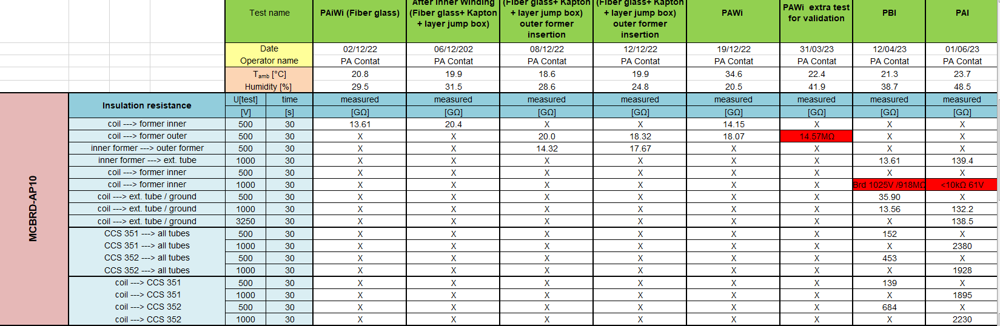 Test name PAiWi (Fiber glass) After Inner Winding (Fiber glass+ Kapton + layer jump box) (Fiber glass+ Kapton + layer jump box) outer former insertion (Fiber glass+ Kapton + layer jump box) outer former insertion PAWi PAWi extra test for validation PBI PAI
Date 02/12/22 06/12/202 08/12/22 12/12/22 19/12/22 31/03/23 12/04/23 01/06/23
Operator name PA Contat PA Contat PA Contat PA Contat PA Contat PA Contat PA Contat PA Contat
Tamb [°C] 20.8 19.9 18.6 19.9 34.6 22.4 21.3 23.7
Humidity [%] 29.5 31.5 28.6 24.8 20.5 41.9 38.7 48.5
MCBRD-AP10
Insulation resistance
U[test] time measured measured measured measured measured measured measured measured
[V] [s] [GΩ] [GΩ] [GΩ] [GΩ] [GΩ] [GΩ] [GΩ] [GΩ]
coil ---> former inner 500 30 13.61 20.4 14.15 X X X
coil ---> former outer 500 30 X X 20.0 18.32 18.07 14.57MΩ X X
inner former ---> outer former 500 30 X X 14.32 17.67 X X X X
inner former ---> ext. tube 1000 30 X X X X X X 13.61 139.4
coil ---> former inner 500 30 X X X X X X X X
coil ---> former inner 1000 30 X X X X X X Brd 1025V /918MΩ <10kΩ 61V
coil ---> ext. tube / ground 500 30 X X X X X X 35.90 X
coil ---> ext. tube / ground 1000 30 X X X X X X 13.56 132.2
coil ---> ext. tube / ground 3250 30 X X X X X X X 138.5
CCS 351 ---> all tubes 500 30 X X X X X X 152 X
CCS 351 ---> all tubes 1000 30 X X X X X X X 2380
CCS 352 ---> all tubes 500 30 X X X X X X 453 X
CCS 352 ---> all tubes 1000 30 X X X X X X X 1928
coil ---> CCS 351 500 30 X X X X X X 139 X
coil ---> CCS 351 1000 30 X X X X X X X 1895
coil ---> CCS 352 500 30 X X X X X X 684 X
coil ---> CCS 352 1000 30 X X X X X X X 2230